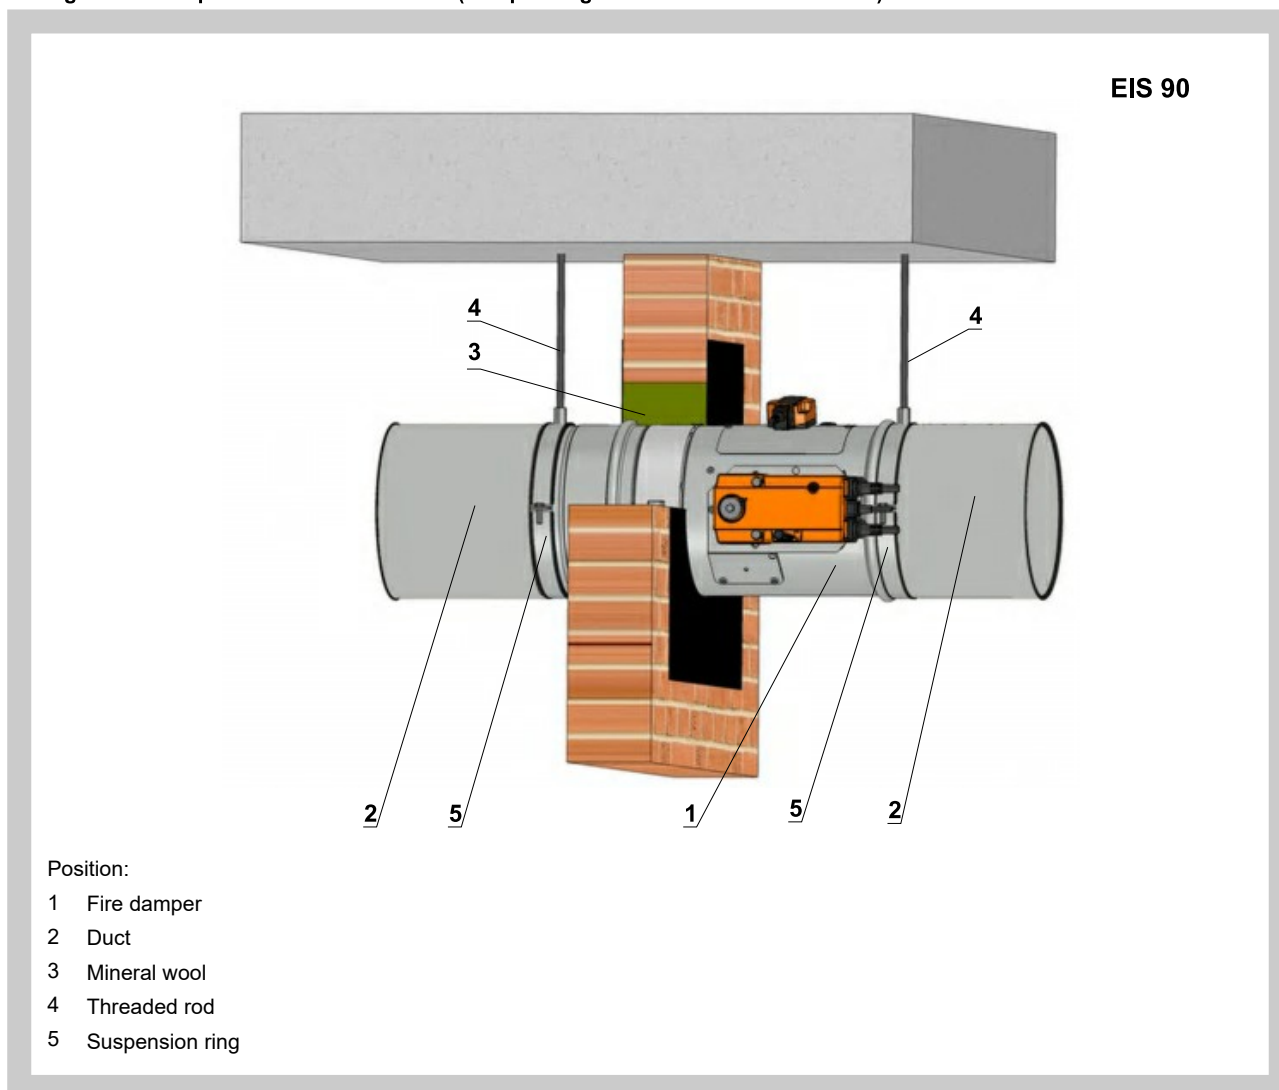 EIS 90
4
4
3
2
5
1
5
2
Position:
1 Fire damper
2 Duct
3 Mineral wool
4 Threaded rod
5 Suspension ring